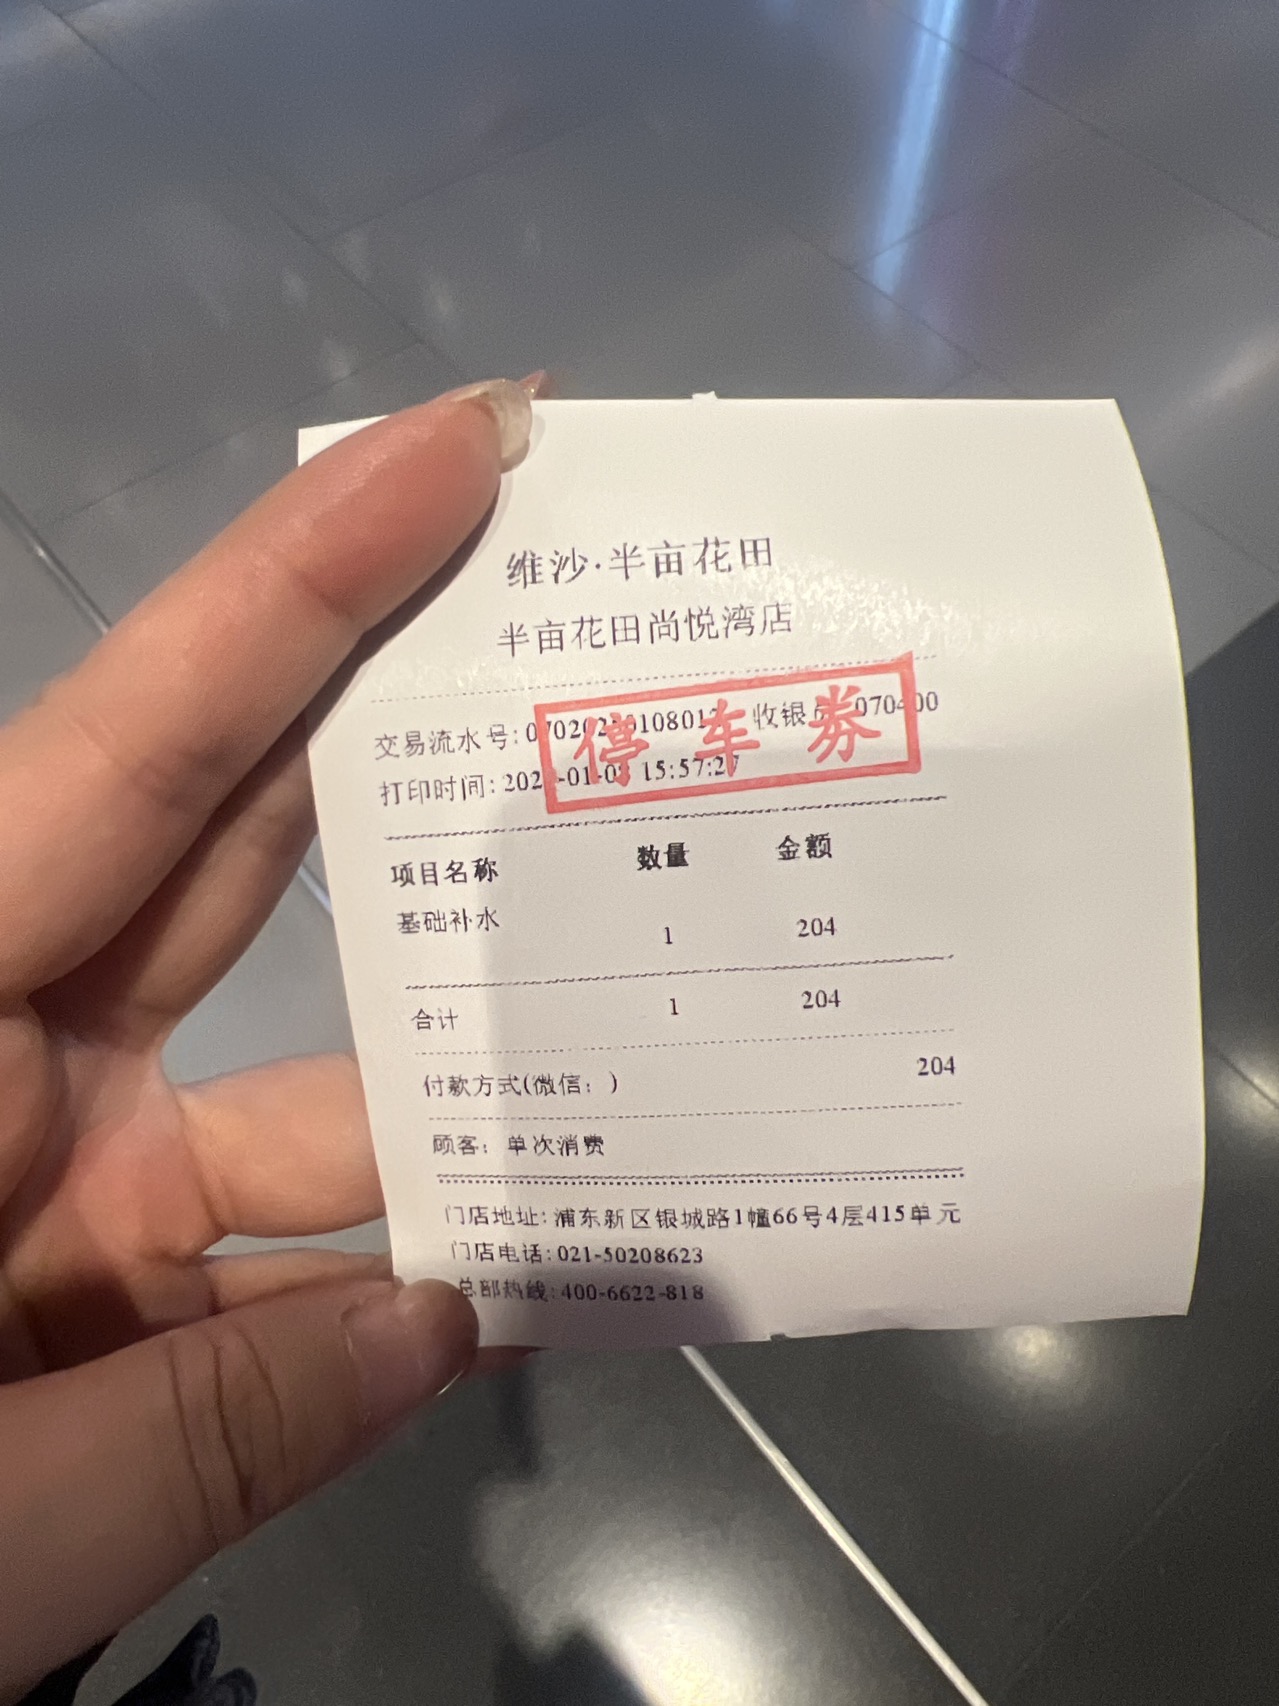 维沙·半亩花田
半亩花田尚悦湾店
停车券
交易流水号: 收银
打印时间: 15:57:27
项目名称 数量 金额
基础补水 1 204
合计 1 204
付款方式(微信: ) 204
顾客: 单次消费
门店地址: 浦东新区银城路1幢66号4层415单元
门店电话: 021-50208623
总部热线: 400-6622-818